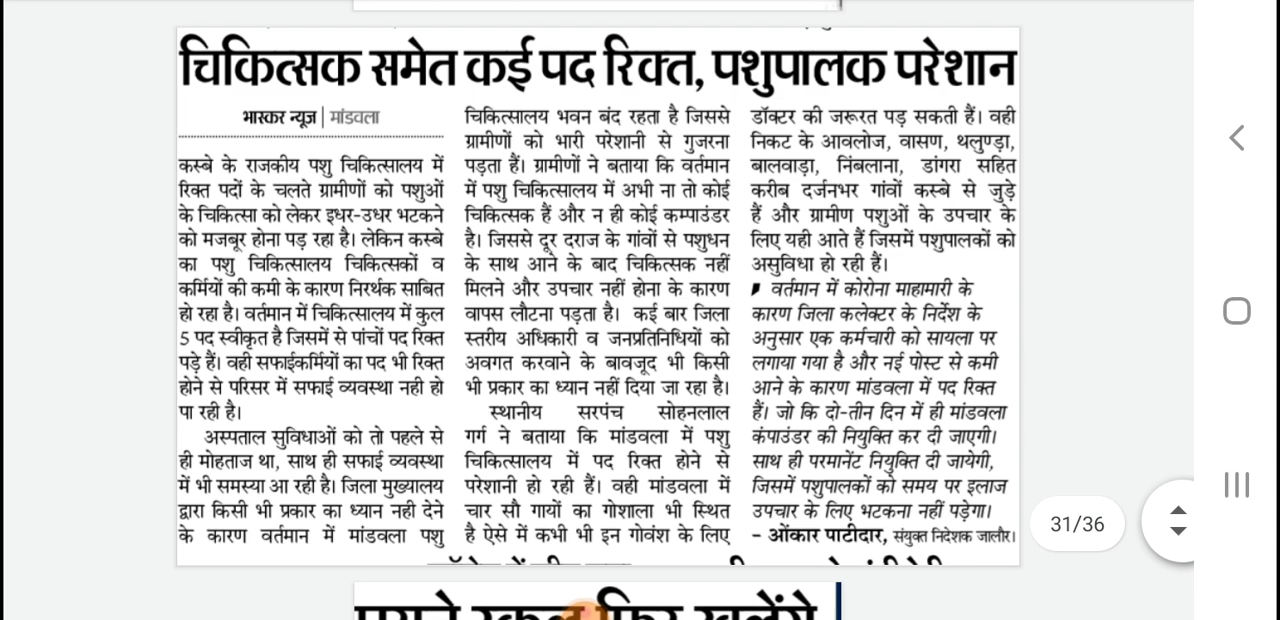 चिकित्सक समेत कई पद रिक्त, पशुपालक परेशान
भास्कर न्यूज | मांडवला
कस्बे के राजकीय पशु चिकित्सालय में
रिक्त पदों के चलते ग्रामीणों को पशुओं
के चिकित्सा को लेकर इधर-उधर भटकने
को मजबूर होना पड़ रहा है। लेकिन कस्बे
का पशु चिकित्सालय चिकित्सकों व
कर्मियों की कमी के कारण निरर्थक साबित
हो रहा है। वर्तमान में चिकित्सालय में कुल
5 पद स्वीकृत है जिसमें से पांचों पद रिक्त
पड़े हैं। वही सफाईकर्मियों का पद भी रिक्त
होने से परिसर में सफाई व्यवस्था नही हो
पा रही है।
अस्पताल सुविधाओं को तो पहले से
ही मोहताज था, साथ ही सफाई व्यवस्था
में भी समस्या आ रही है। जिला मुख्यालय
द्वारा किसी भी प्रकार का ध्यान नही देने
के कारण वर्तमान में मांडवला पशु
चिकित्सालय भवन बंद रहता है जिससे
ग्रामीणों को भारी परेशानी से गुजरना
पड़ता हैं। ग्रामीणों ने बताया कि वर्तमान
में पशु चिकित्सालय में अभी ना तो कोई
चिकित्सक हैं और न ही कोई कम्पाउंडर
है। जिससे दूर दराज के गांवों से पशुधन
के साथ आने के बाद चिकित्सक नहीं
मिलने और उपचार नहीं होना के कारण
वापस लौटना पड़ता है। कई बार जिला
स्तरीय अधिकारी व जनप्रतिनिधियों को
अवगत करवाने के बावजूद भी किसी
भी प्रकार का ध्यान नहीं दिया जा रहा है।
स्थानीय सरपंच सोहनलाल
गर्ग ने बताया कि मांडवला में पशु
चिकित्सालय में पद रिक्त होने से
परेशानी हो रही हैं। वही मांडवला में
चार सौ गायों का गोशाला भी स्थित
है ऐसे में कभी भी इन गोवंश के लिए
डॉक्टर की जरूरत पड़ सकती हैं। वही
निकट के आवलोज, वासण, थलुण्डा,
बालवाड़ा, निंबलाना, डांगरा सहित
करीब दर्जनभर गांवों कस्बे से जुड़े
हैं और ग्रामीण पशुओं के उपचार के
लिए यही आते हैं जिसमें पशुपालकों को
असुविधा हो रही हैं।
वर्तमान में कोरोना माहामारी के
कारण जिला कलेक्टर के निर्देश के
अनुसार एक कर्मचारी को सायला पर
लगाया गया है और नई पोस्ट से कमी
आने के कारण मांडवला में पद रिक्त
हैं। जो कि दो-तीन दिन में ही मांडवला
कंपाउंडर की नियुक्ति कर दी जाएगी।
साथ ही परमानेंट नियुक्ति दी जायेगी,
जिसमें पशुपालकों को समय पर इलाज
उपचार के लिए भटकना नहीं पड़ेगा।
- ओंकार पाटीदार, संयुक्त निदेशक जालौर।
31/36